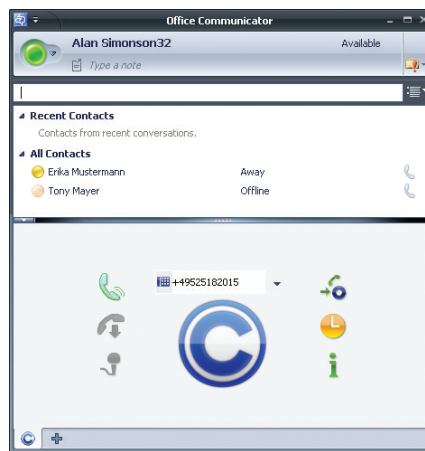 Office Communicator
Alan Simonson32 Available
Type a note
Recent Contacts
Contacts from recent conversations.
All Contacts
Erika Mustermann Away
Tony Mayer Offline
+49525182015